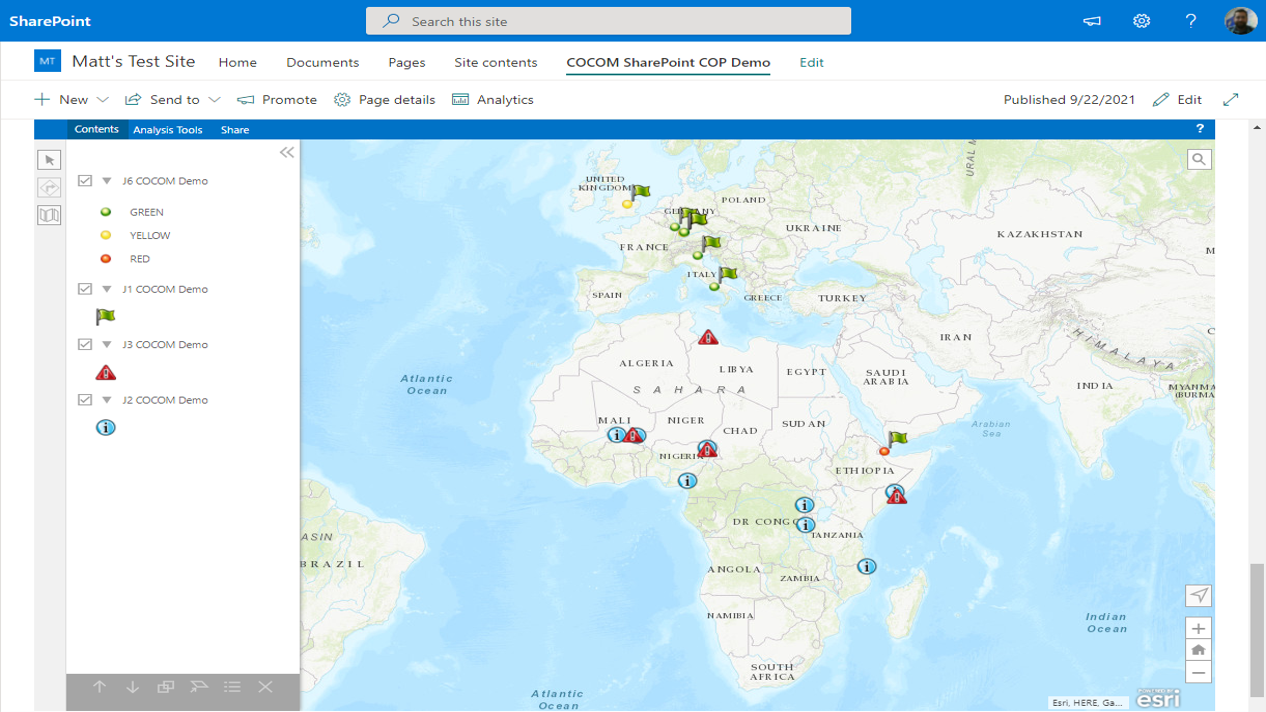 SharePoint
Search this site
?
MT
Matt's Test Site
Home
Documents
Pages
Site contents
COCOM SharePoint COP Demo
Edit
New
Send to
Promote
Page details
Analytics
Published 9/22/2021
Edit
Contents
Analysis Tools
Share
?
J6 COCOM Demo
GREEN
YELLOW
RED
J1 COCOM Demo
J3 COCOM Demo
J2 COCOM Demo
UNITED
KINGDOM
URAL M
POLAND
UKRAINE
KAZAKHSTAN
FRANCE
ITALY
SPAIN
GREECE
TURKEY
IRAN
HIMALAYA
ALGERIA
LIBYA
EGYPT
SAUDI
ARABIA
INDIA
MYANMA
(BURMA
Atlantic
Ocean
SAHARA
MALI
NIGER
CHAD
SUDAN
Arabian
Sea
NIGERI
ETHIOPIA
DR CONG
TANZANIA
ASIN
BRAZIL
ANGOLA
ZAMBIA
NAMIBIA
Indian
Ocean
SOUTH
AFRICA
Atlantic
Ocean
Esri, HERE, Ga...
POWERED BY
esri